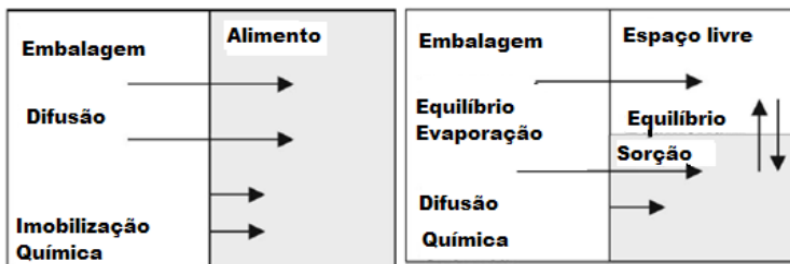 Embalagem
Alimento
Difusão
Imobilização
Química
Embalagem
Espaço livre
Equilíbrio
Evaporação
Equilíbrio
Sorção
Difusão
Química